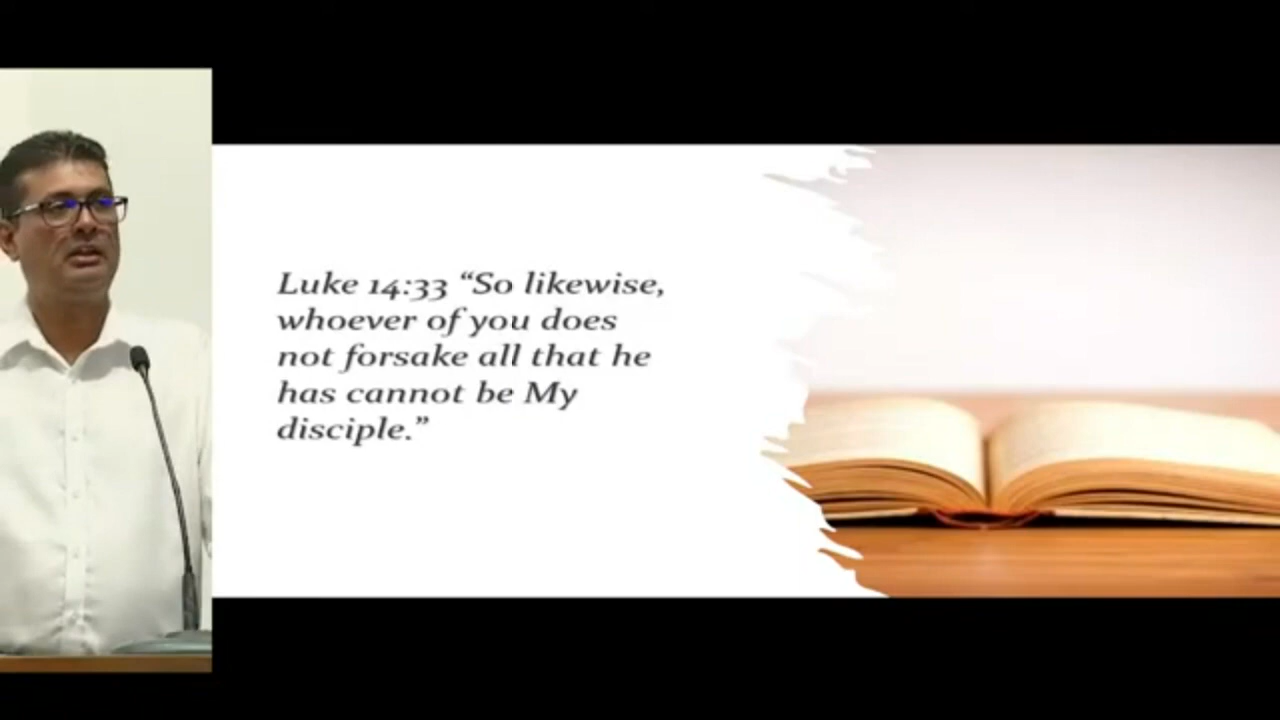 Luke 14:33 “So likewise,
whoever of you does
not forsake all that he
has cannot be My
disciple.”